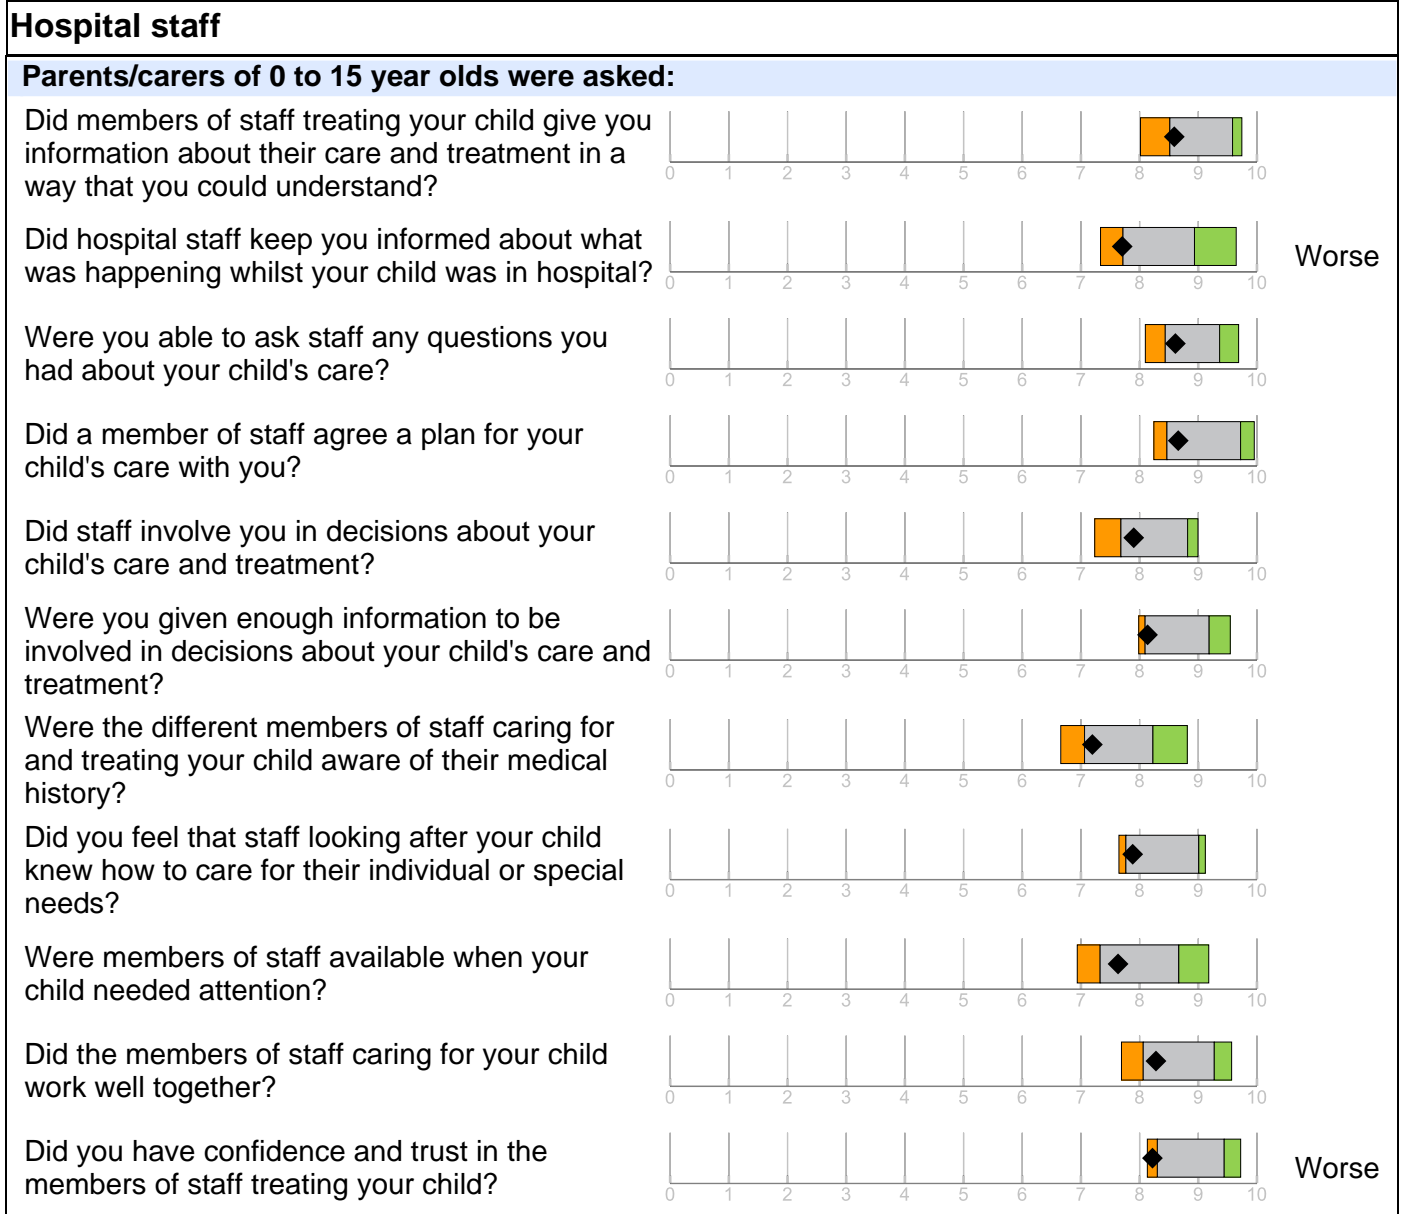 Hospital staff
Parents/carers of 0 to 15 year olds were asked:
Did members of staff treating your child give you
information about their care and treatment in a
way that you could understand?
0 1 2 3 4 5 6 7 8 9 10
Did hospital staff keep you informed about what
was happening whilst your child was in hospital?
Worse
0 1 2 3 4 5 6 7 8 9 10
Were you able to ask staff any questions you
had about your child's care?
0 1 2 3 4 5 6 7 8 9 10
Did a member of staff agree a plan for your
child's care with you?
0 1 2 3 4 5 6 7 8 9 10
Did staff involve you in decisions about your
child's care and treatment?
0 1 2 3 4 5 6 7 8 9 10
Were you given enough information to be
involved in decisions about your child's care and
treatment?
0 1 2 3 4 5 6 7 8 9 10
Were the different members of staff caring for
and treating your child aware of their medical
history?
0 1 2 3 4 5 6 7 8 9 10
Did you feel that staff looking after your child
knew how to care for their individual or special
needs?
0 1 2 3 4 5 6 7 8 9 10
Were members of staff available when your
child needed attention?
0 1 2 3 4 5 6 7 8 9 10
Did the members of staff caring for your child
work well together?
0 1 2 3 4 5 6 7 8 9 10
Did you have confidence and trust in the
members of staff treating your child?
Worse
0 1 2 3 4 5 6 7 8 9 10